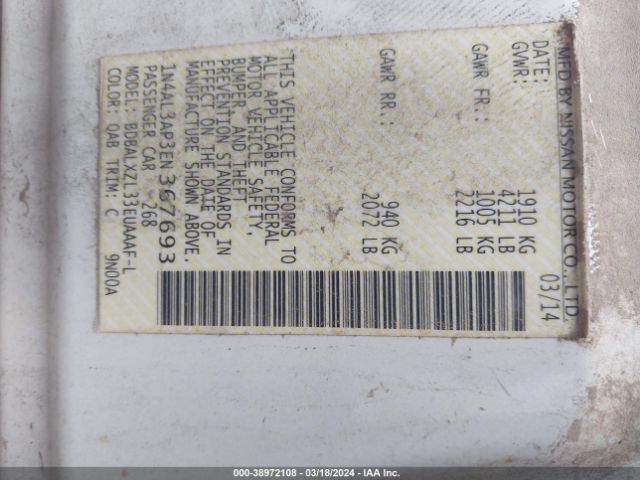 MFD BY NISSAN MOTOR CO., LTD.
DATE: 03/14
GVWR: 1910 KG
4211 LB
GAWR FR.: 1005 KG
2216 LB
GAWR RR.: 940 KG
2072 LB
THIS VEHICLE CONFORMS TO
ALL APPLICABLE FEDERAL
MOTOR VEHICLE SAFETY,
BUMPER AND THEFT
PREVENTION STANDARDS IN
EFFECT ON THE DATE OF
MANUFACTURE SHOWN ABOVE.
1N4AL3AP3EN367693
PASSENGER CAR 268
MODEL: BDBALXZL33EUAAAF-L
COLOR: QAB TRIM: C 9N00A
000-38972108 - 03/18/2024 - IAA Inc.